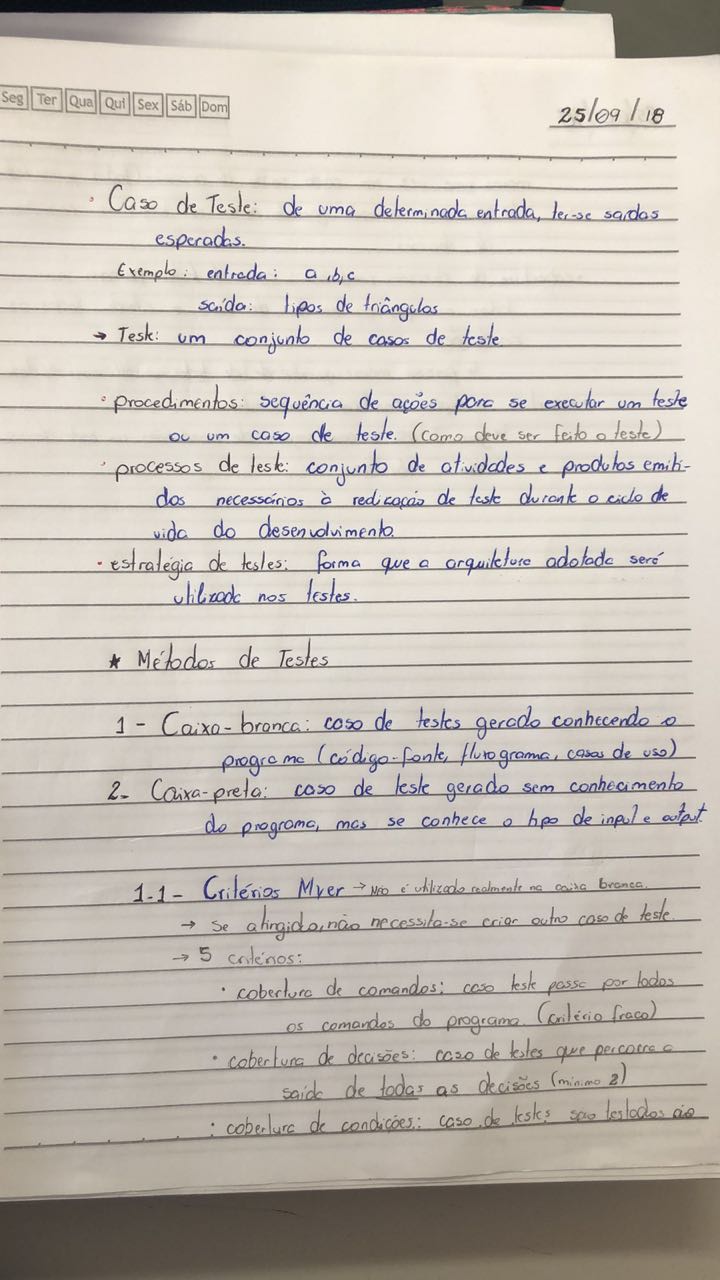 Seg Ter Qua Qui Sex Sáb Dom
25/09/18
• Caso de Teste: de uma determinada entrada, ter-se saídas
esperadas.
Exemplo: entrada: a, b, c
saída: tipos de triângulos
→ Teste: um conjunto de casos de teste
• procedimentos: sequência de ações para se executar um teste
ou um caso de teste. (como deve ser feito o teste)
• processos de teste: conjunto de atividades e produtos emiti-
dos necessários à redicação de teste durante o ciclo de
vida do desenvolvimento.
• estratégia de testes: forma que a arquitetura adotada será
utilizada nos testes.
* Métodos de Testes
1 - Caixa-branca: caso de testes gerado conhecendo o
programa (código-fonte, fluxograma, casos de uso)
2- Caixa-preta: caso de teste gerado sem conhecimento
do programa, mas se conhece o tipo de input e output
1.1- Critérios Myer → Não é utilizado realmente na caixa branca.
→ se atingido, não necessita-se criar outro caso de teste.
→ 5 critérios:
• cobertura de comandos: caso teste passe por todos
os comandos do programa. (critério fraco)
• cobertura de decisões: caso de testes que percorra a
saída de todas as decisões (mínimo 2)
• cobertura de condições: caso de testes são testados ao